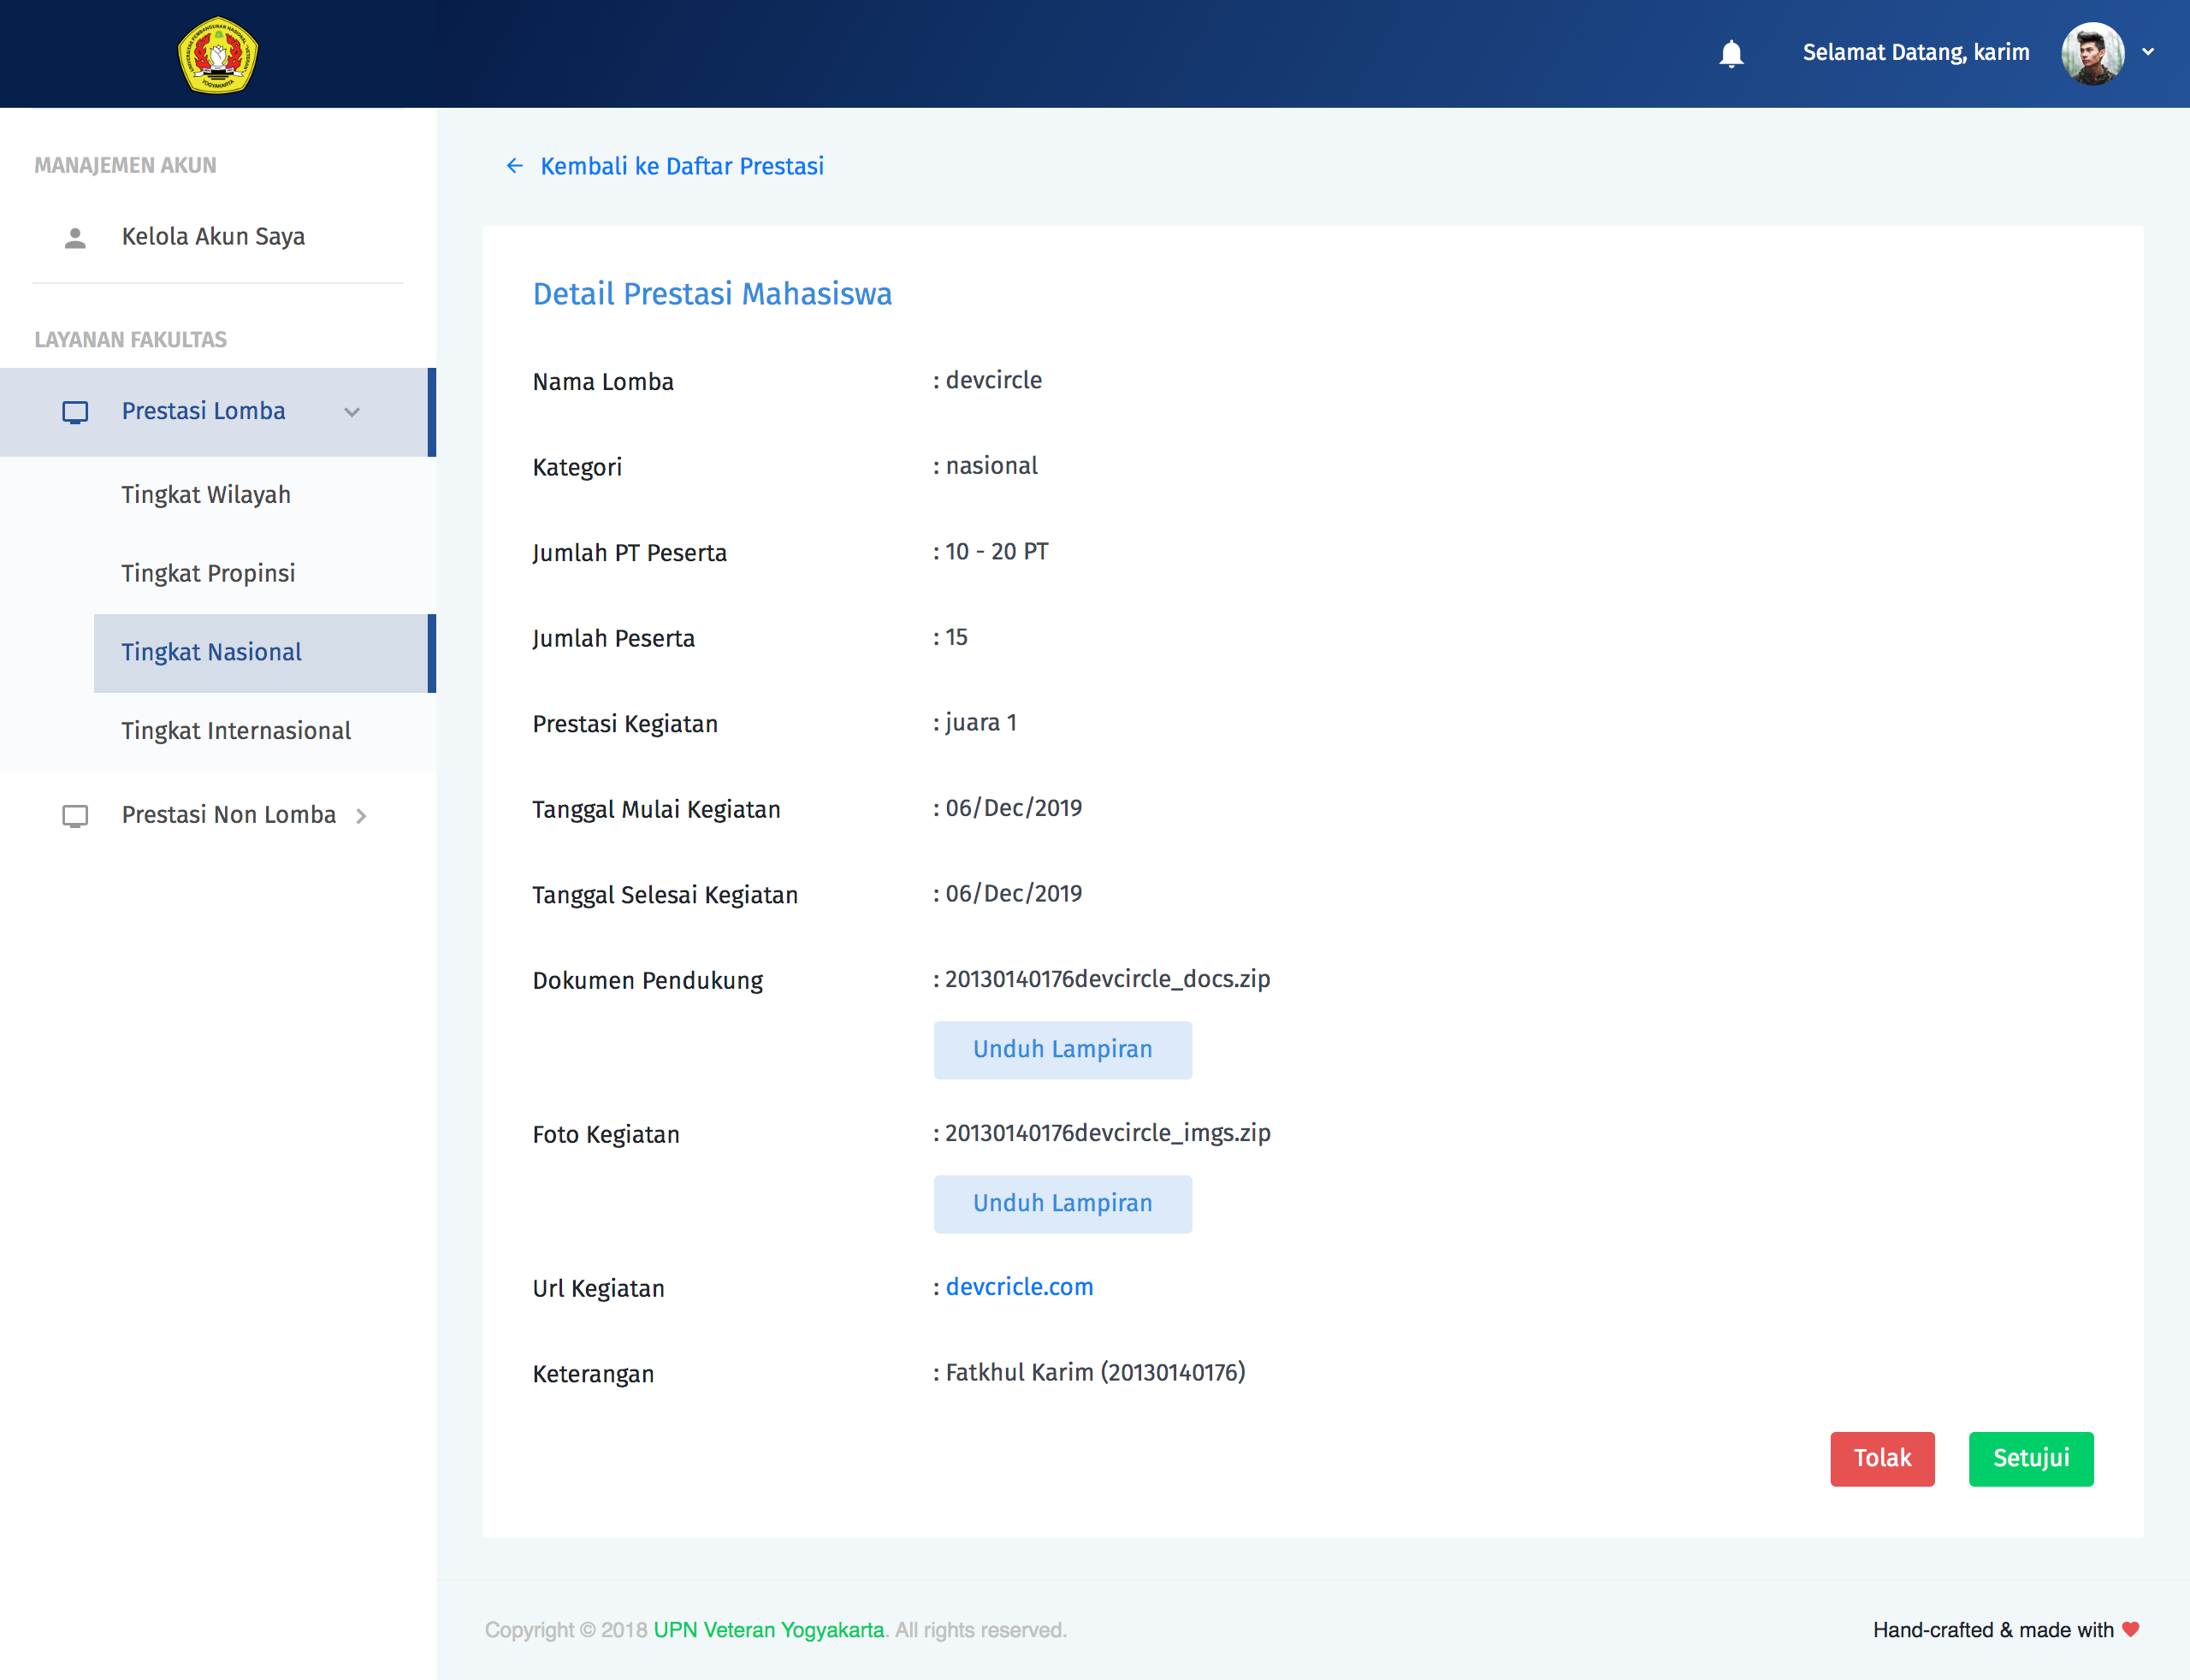 Selamat Datang, karim
MANAJEMEN AKUN
Kelola Akun Saya
LAYANAN FAKULTAS
Prestasi Lomba
Tingkat Wilayah
Tingkat Propinsi
Tingkat Nasional
Tingkat Internasional
Prestasi Non Lomba
Kembali ke Daftar Prestasi
Detail Prestasi Mahasiswa
Nama Lomba : devcircle
Kategori : nasional
Jumlah PT Peserta : 10 - 20 PT
Jumlah Peserta : 15
Prestasi Kegiatan : juara 1
Tanggal Mulai Kegiatan : 06/Dec/2019
Tanggal Selesai Kegiatan : 06/Dec/2019
Dokumen Pendukung : 20130140176devcircle_docs.zip
Unduh Lampiran
Foto Kegiatan : 20130140176devcircle_imgs.zip
Unduh Lampiran
Url Kegiatan : devcricle.com
Keterangan : Fatkhul Karim (20130140176)
Tolak Setujui
Copyright © 2018 UPN Veteran Yogyakarta. All rights reserved. Hand-crafted & made with